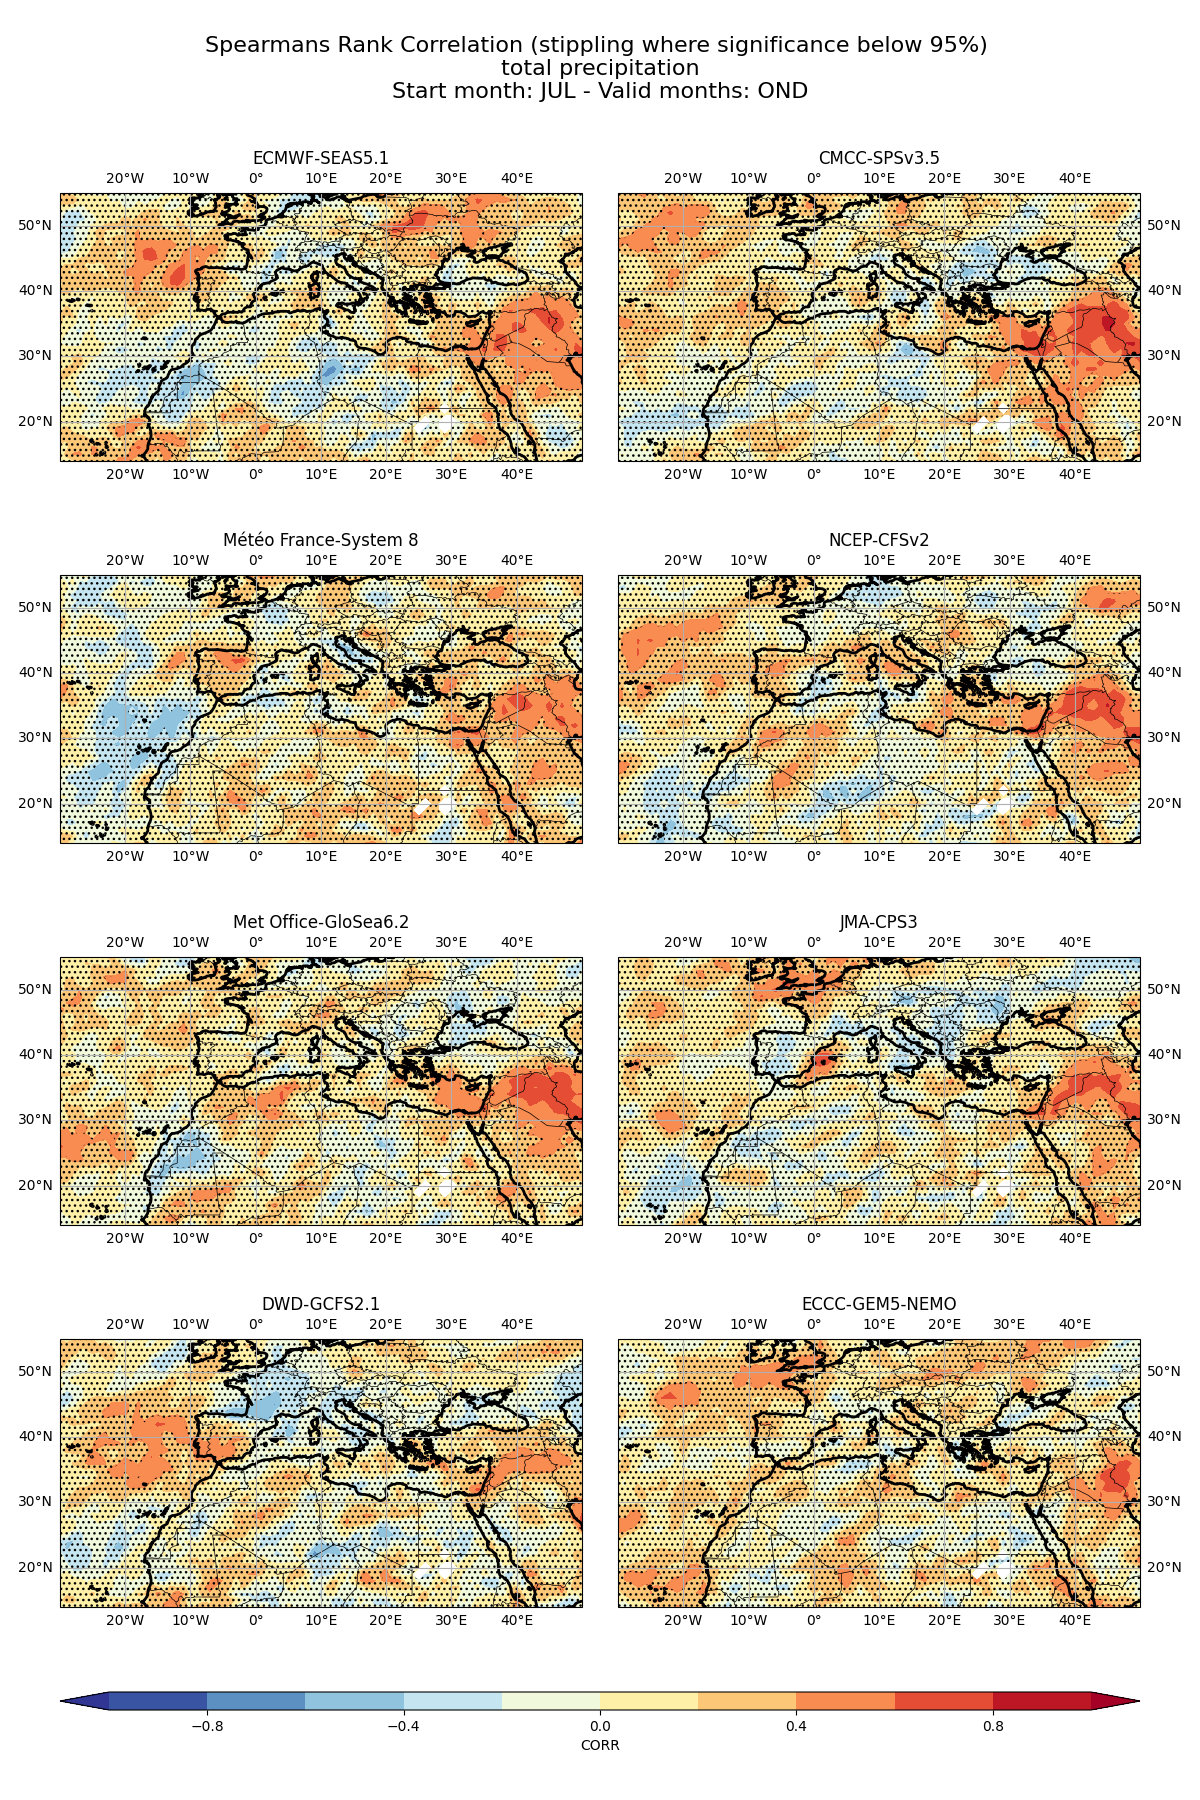 Spearmans Rank Correlation (stippling where significance below 95%)
total precipitation
Start month: JUL - Valid months: OND
ECMWF-SEAS5.1
20°W 10°W 0° 10°E 20°E 30°E 40°E
50°N
40°N
30°N
20°N
20°W 10°W 0° 10°E 20°E 30°E 40°E
CMCC-SPSv3.5
20°W 10°W 0° 10°E 20°E 30°E 40°E
50°N
40°N
30°N
20°N
20°W 10°W 0° 10°E 20°E 30°E 40°E
Météo France-System 8
20°W 10°W 0° 10°E 20°E 30°E 40°E
50°N
40°N
30°N
20°N
20°W 10°W 0° 10°E 20°E 30°E 40°E
NCEP-CFSv2
20°W 10°W 0° 10°E 20°E 30°E 40°E
50°N
40°N
30°N
20°N
20°W 10°W 0° 10°E 20°E 30°E 40°E
Met Office-GloSea6.2
20°W 10°W 0° 10°E 20°E 30°E 40°E
50°N
40°N
30°N
20°N
20°W 10°W 0° 10°E 20°E 30°E 40°E
JMA-CPS3
20°W 10°W 0° 10°E 20°E 30°E 40°E
50°N
40°N
30°N
20°N
20°W 10°W 0° 10°E 20°E 30°E 40°E
DWD-GCFS2.1
20°W 10°W 0° 10°E 20°E 30°E 40°E
50°N
40°N
30°N
20°N
20°W 10°W 0° 10°E 20°E 30°E 40°E
ECCC-GEM5-NEMO
20°W 10°W 0° 10°E 20°E 30°E 40°E
50°N
40°N
30°N
20°N
20°W 10°W 0° 10°E 20°E 30°E 40°E
−0.8 −0.4 0.0 0.4 0.8
CORR